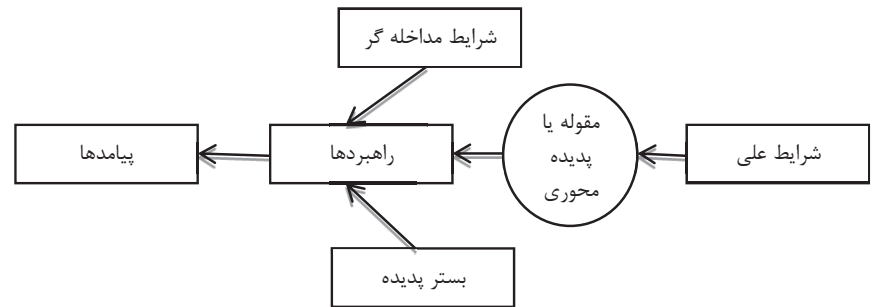 شرایط مداخله گر
شرایط علی
مقوله یا
پدیده
محوری
راهبردها
پیامدها
بستر پدیده